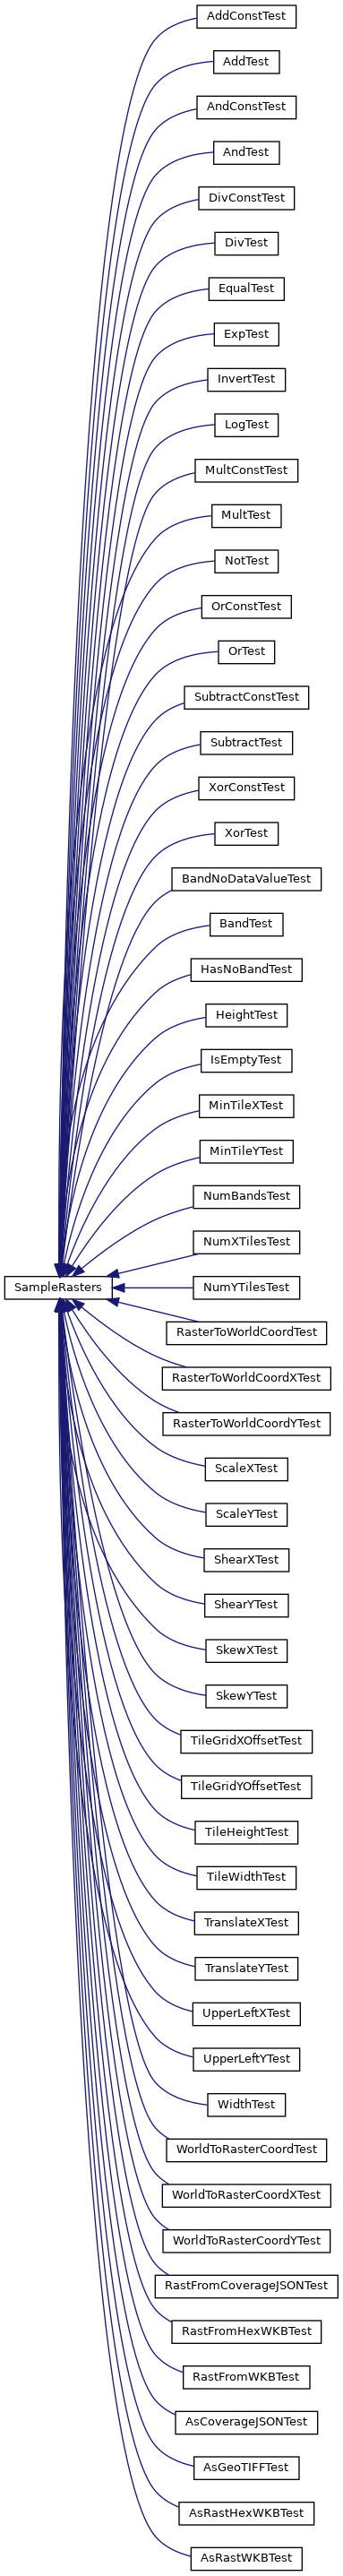 AddConstTest
AddTest
AndConstTest
AndTest
DivConstTest
DivTest
EqualTest
ExpTest
InvertTest
LogTest
MultConstTest
MultTest
NotTest
OrConstTest
OrTest
SubtractConstTest
SubtractTest
XorConstTest
XorTest
BandNoDataValueTest
BandTest
HasNoBandTest
HeightTest
IsEmptyTest
MinTileXTest
MinTileYTest
NumBandsTest
NumXTilesTest
SampleRasters
NumYTilesTest
RasterToWorldCoordTest
RasterToWorldCoordXTest
RasterToWorldCoordYTest
ScaleXTest
ScaleYTest
ShearXTest
ShearYTest
SkewXTest
SkewYTest
TileGridXOffsetTest
TileGridYOffsetTest
TileHeightTest
TileWidthTest
TranslateXTest
TranslateYTest
UpperLeftXTest
UpperLeftYTest
WidthTest
WorldToRasterCoordTest
WorldToRasterCoordXTest
WorldToRasterCoordYTest
RastFromCoverageJSONTest
RastFromHexWKBTest
RastFromWKBTest
AsCoverageJSONTest
AsGeoTIFFTest
AsRastHexWKBTest
AsRastWKBTest